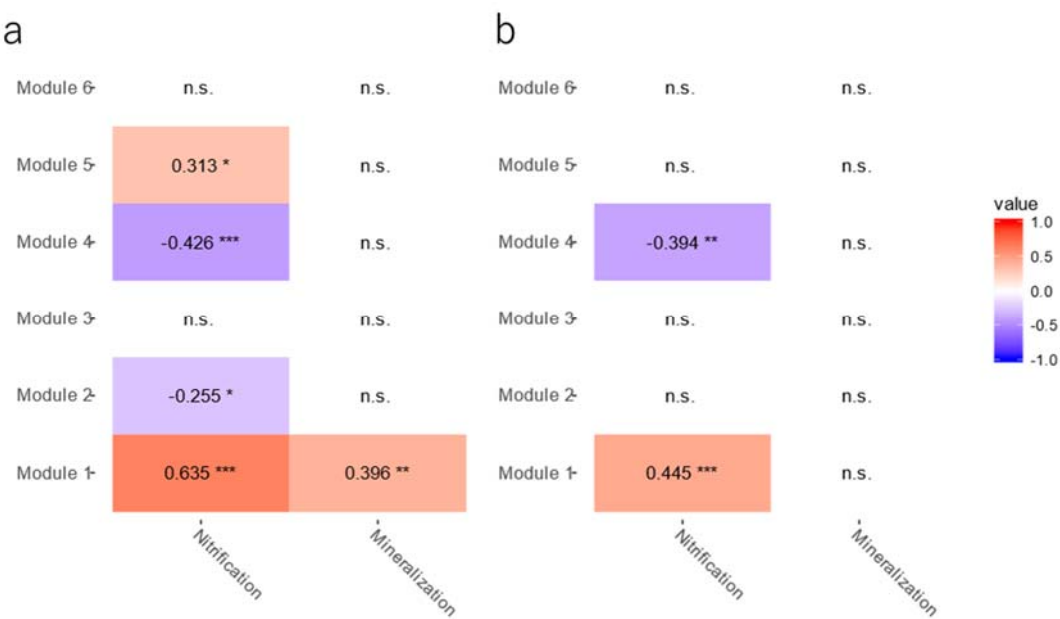 a b
Module 6 n.s. n.s. Module 6 n.s. n.s.
Module 5 0.313 * n.s. Module 5 n.s. n.s.
value
1.0
Module 4 -0.426 *** n.s. Module 4 -0.394 ** n.s.
0.5
0.0
Module 3 n.s. n.s. Module 3 n.s. n.s.
-0.5
-1.0
Module 2 -0.255 * n.s. Module 2 n.s. n.s.
Module 1 0.635 *** 0.396 ** Module 1 0.445 *** n.s.
Nitrification Mineralization Nitrification Mineralization